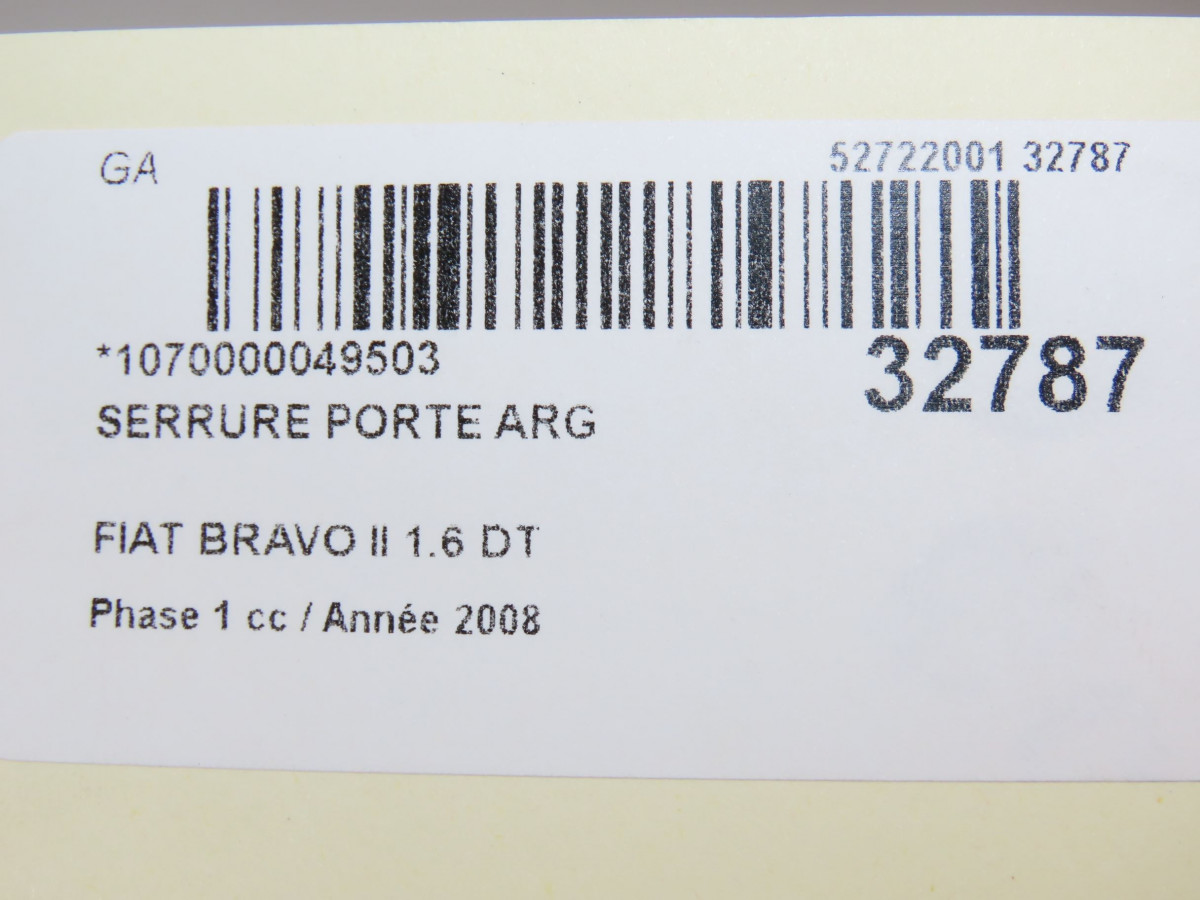 GA
52722001 32787
*1070000049503
32787
SERRURE PORTE ARG
FIAT BRAVO II 1.6 DT
Phase 1 cc / Année 2008